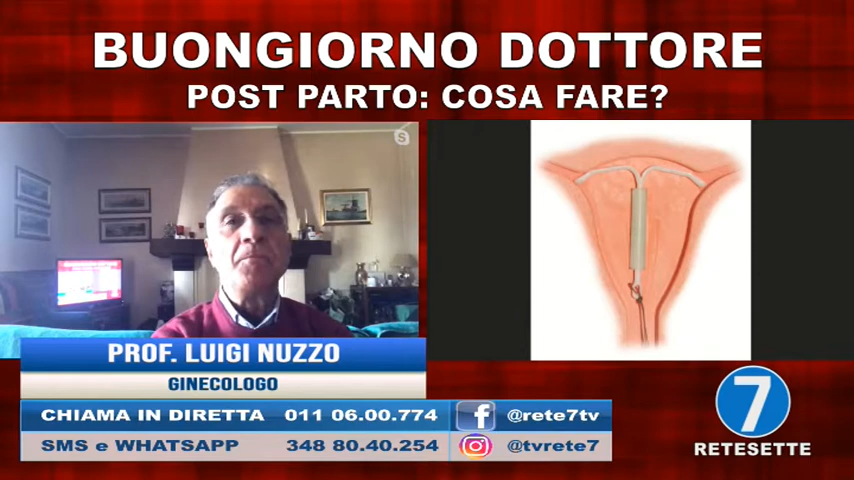 BUONGIORNO DOTTORE
POST PARTO: COSA FARE?
PROF. LUIGI NUZZO
GINECOLOGO
CHIAMA IN DIRETTA 011 06.00.774 f @rete7tv
SMS e WHATSAPP 348 80.40.254 @tvrete7
7
RETESETTE